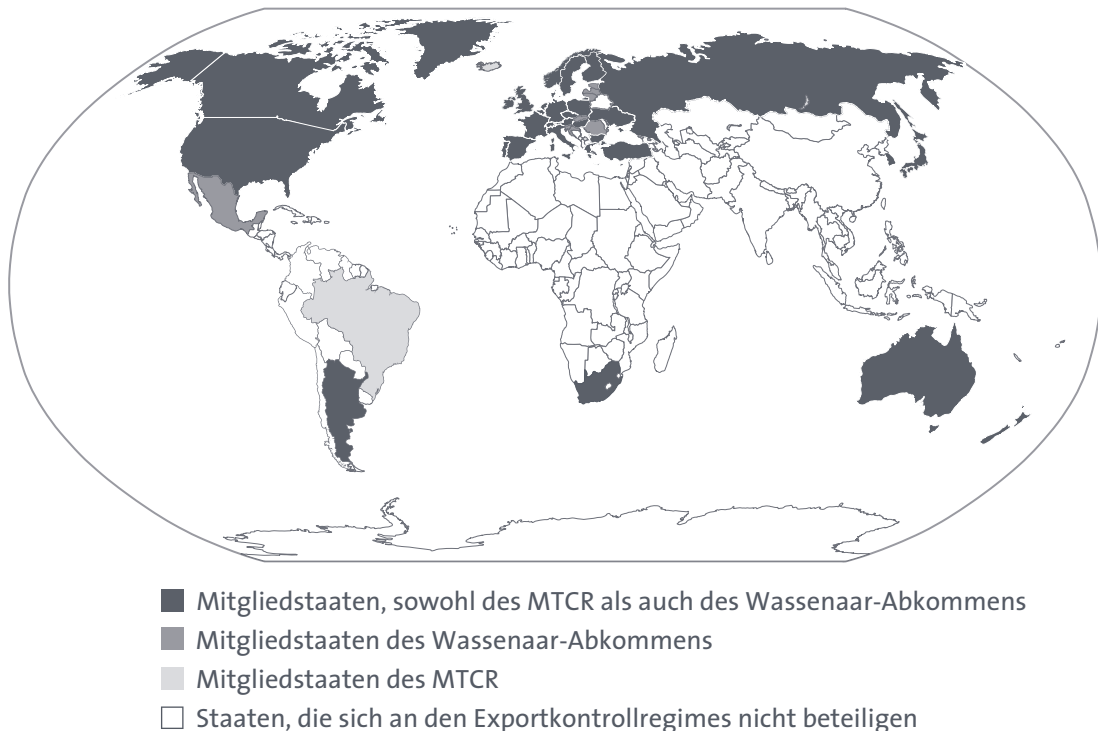 Mitgliedstaaten, sowohl des MTCR als auch des Wassenaar-Abkommens
Mitgliedstaaten des Wassenaar-Abkommens
Mitgliedstaaten des MTCR
Staaten, die sich an den Exportkontrollregimes nicht beteiligen